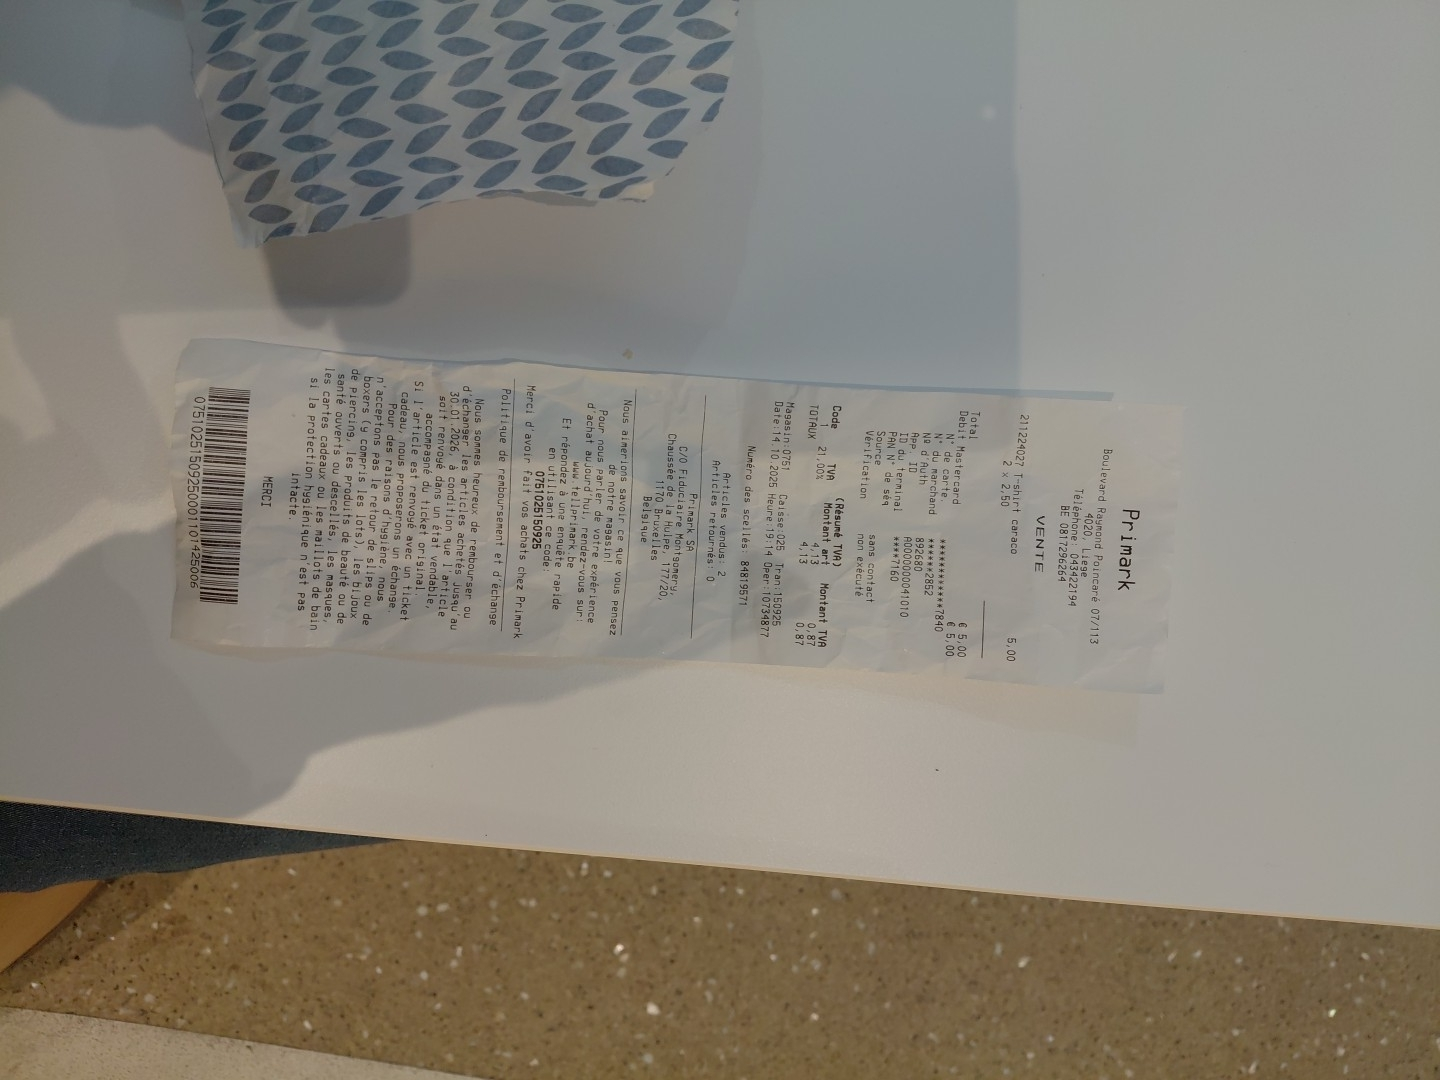 Primark
Boulevard Raymond Poincaré 07/113
4020, Liege
Téléphone: 043422194
BE 0817296264
VENTE
211224027 T-shirt caraco 5,00
2 x 2,50
Total € 5,00
Debit Mastercard € 5,00
N° de carte. ************7840
N° du marchand ******2852
Nº d'Auth 892680
App ID A0000000041010
ID du terminal ****7160
PAN N° de séq
Source sans contact
Vérification non exécuté
TVA (Résumé TVA)
Code Montant art Montant TVA
1 21,00% 4,13 0,87
TOTAUX 4,13 0,87
Magasin:0751 Caisse:025 Tran:150925
Date:14.10.2025 Heure:19:14 Oper:10734877
Numéro des scellés: 84819571
Articles vendus: 2
Articles retournés: 0
Primark SA
C/O Fiduciaire Montgomery,
Chaussée de la Hulpe, 177/20,
1170 Bruxelles
Belgique
Nous aimerions savoir ce que vous pensez
de notre magasin!
Pour nous parler de votre expérience
d'achat aujourd'hui, rendez-vous sur:
www.tellprimark.be
Et répondez à une enquête rapide
en utilisant ce code:
075102515092​5
Merci d'avoir fait vos achats chez Primark
Politique de remboursement et d'échange
Nous sommes heureux de rembourser ou
d'échanger les articles achetés jusqu'au
30.01.2026, à condition que l'article
soit renvoyé dans un état vendable,
accompagné du ticket original.
Si l'article est renvoyé avec un ticket
cadeau, nous proposerons un échange.
Pour des raisons d'hygiène, nous
n'acceptons pas le retour de slips ou de
boxers (y compris les lots), les bijoux
de piercing, les produits de beauté ou de
santé ouverts ou descellés, les masques,
les cartes cadeaux ou les maillots de bain
si la protection hygiénique n'est pas
intacte.
MERCI